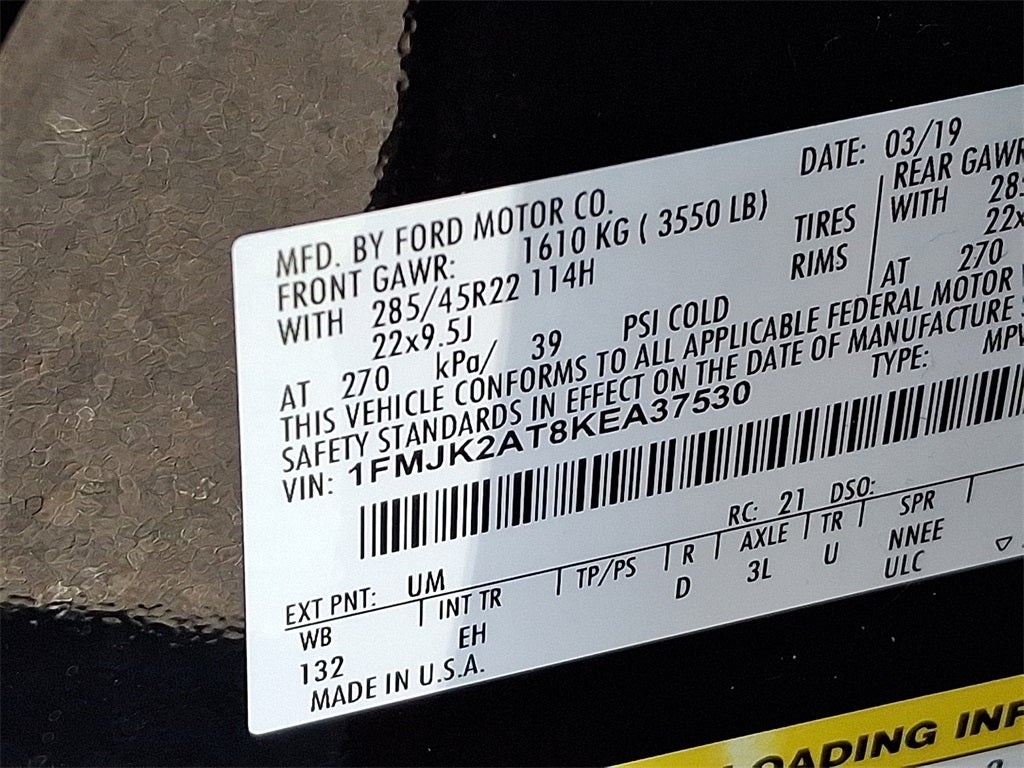 MFD. BY FORD MOTOR CO. DATE: 03/19
FRONT GAWR: 1610 KG ( 3550 LB) REAR GAWR
WITH 285/45R22 114H TIRES WITH
22x9.5J RIMS
AT 270 kPa/ 39 PSI COLD AT 270
THIS VEHICLE CONFORMS TO ALL APPLICABLE FEDERAL MOTOR
SAFETY STANDARDS IN EFFECT ON THE DATE OF MANUFACTURE
VIN: 1FMJK2AT8KEA37530 TYPE: MPV
EXT PNT: UM RC: 21 DSO:
WB INT TR TP/PS R AXLE TR SPR
132 EH D 3L U NNEE
ULC
MADE IN U.S.A.
LOADING INF